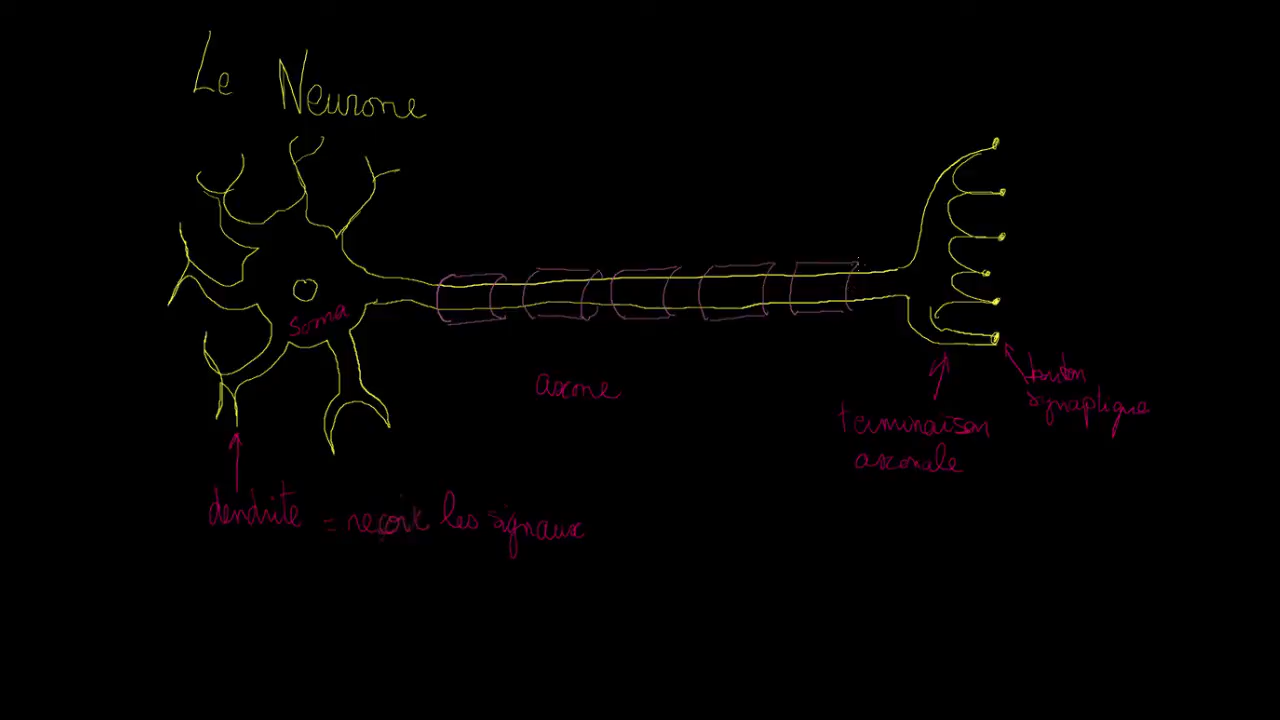 Le Neurone
soma
axone
bouton
synaptique
terminaison
axonale
dendrite = reçoit les signaux